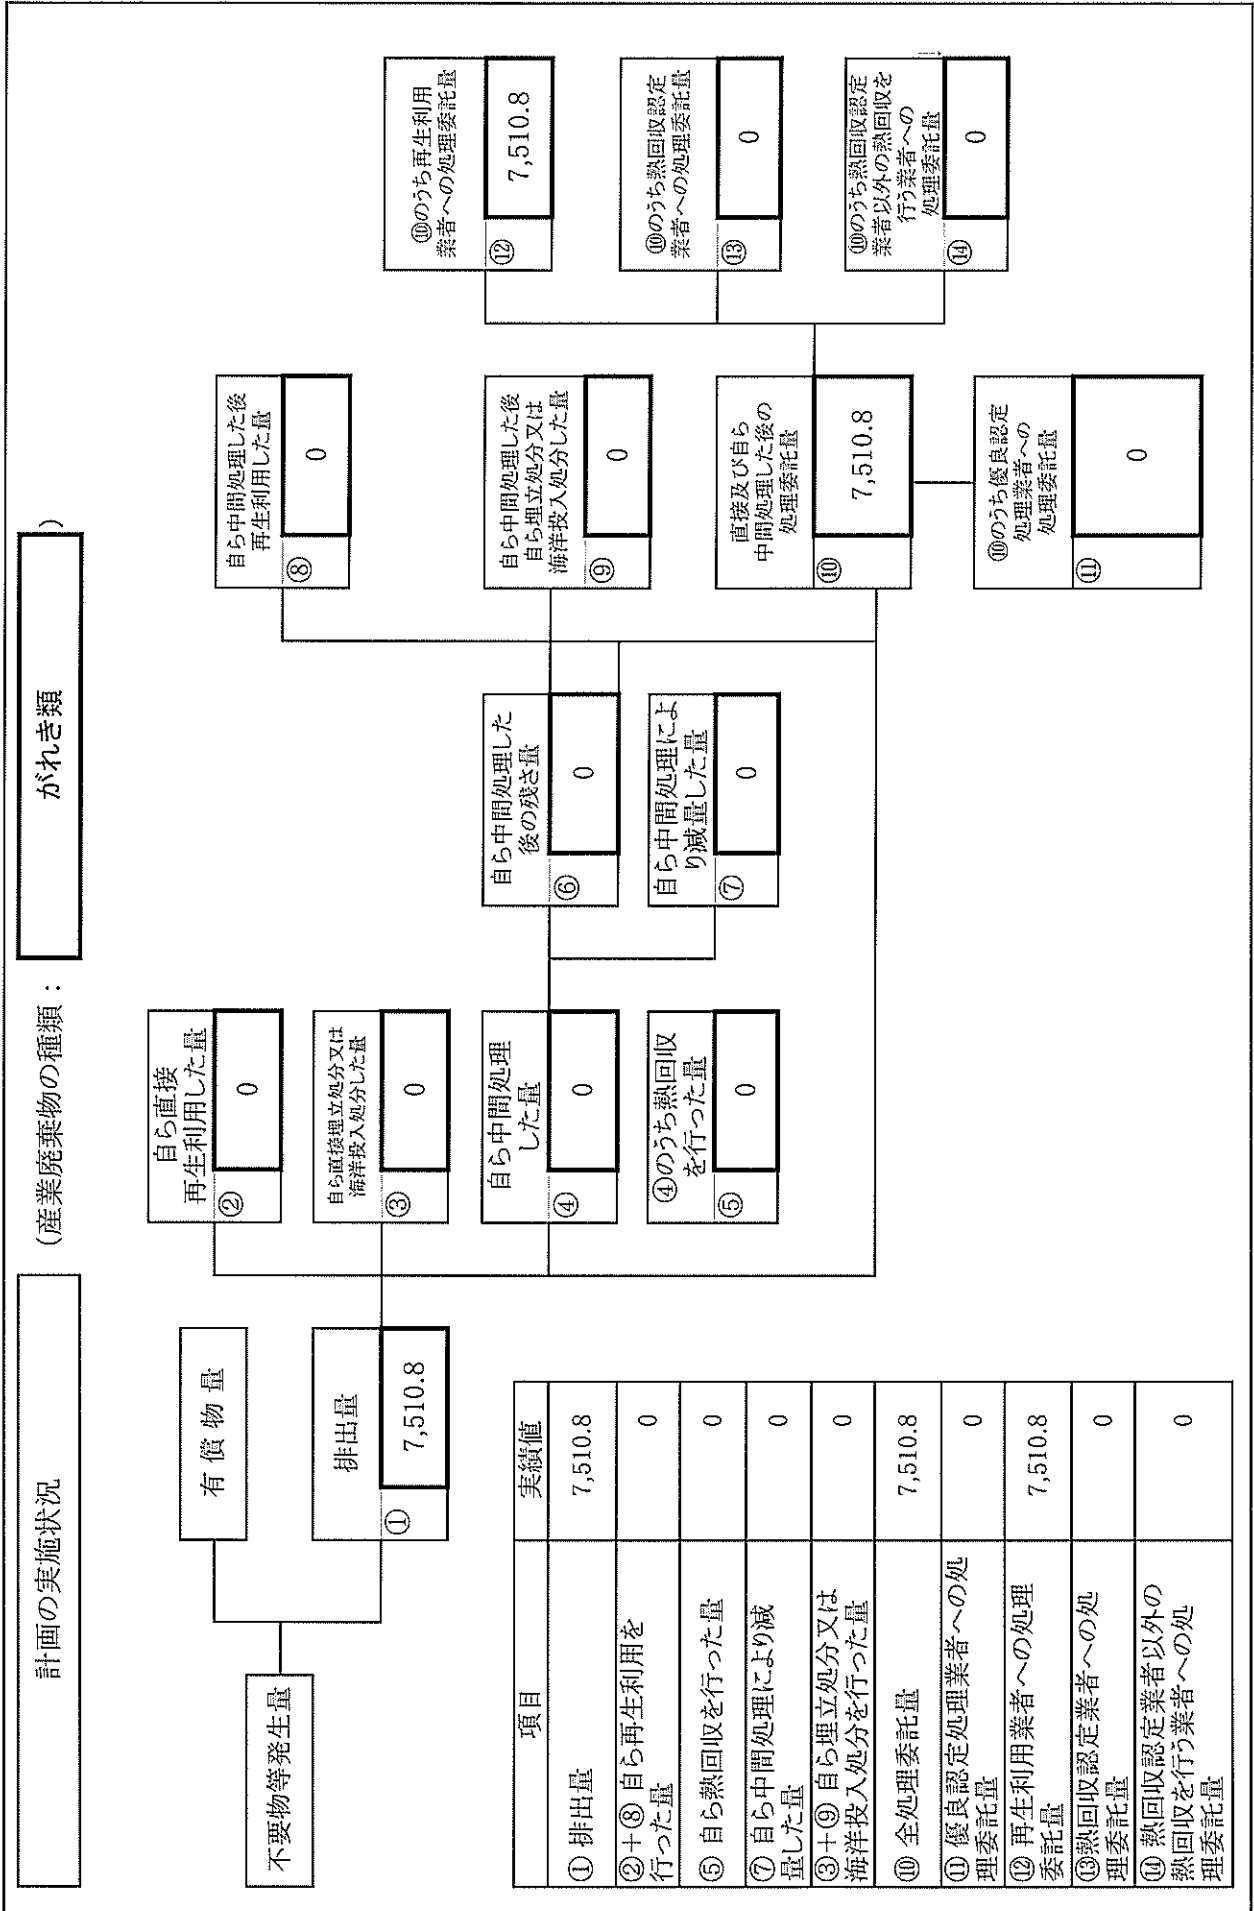 計画の実施状況
(産業廃棄物の種類：
がれき類
)
不要物等発生量
有 償 物 量
排出量
①
7,510.8
自ら直接
再生利用した量
②
0
自ら直接埋立処分又は
海洋投入処分した量
③
0
自ら中間処理
した量
④
0
④のうち熱回収
を行った量
⑤
0
自ら中間処理した
後の残さ量
⑥
0
自ら中間処理によ
り減量した量
⑦
0
自ら中間処理した後
再生利用した量
⑧
0
自ら中間処理した後
自ら埋立処分又は
海洋投入処分した量
⑨
0
直接及び自ら
中間処理した後の
処理委託量
⑩
7,510.8
⑩のうち優良認定
処理業者への
処理委託量
⑪
0
⑩のうち再生利用
業者への処理委託量
⑫
7,510.8
⑩のうち熱回収認定
業者への処理委託量
⑬
0
⑩のうち熱回収認定
業者以外の熱回収を
行う業者への
処理委託量
⑭
0
項目
実績値
① 排出量
7,510.8
②＋⑧ 自ら再生利用を
行った量
0
⑤ 自ら熱回収を行った量
0
⑦ 自ら中間処理により減
量した量
0
③＋⑨ 自ら埋立処分又は
海洋投入処分を行った量
0
⑩ 全処理委託量
7,510.8
⑪ 優良認定処理業者への処
理委託量
0
⑫ 再生利用業者への処理
委託量
7,510.8
⑬熱回収認定業者への処
理委託量
0
⑭ 熱回収認定業者以外の
熱回収を行う業者への処
理委託量
0